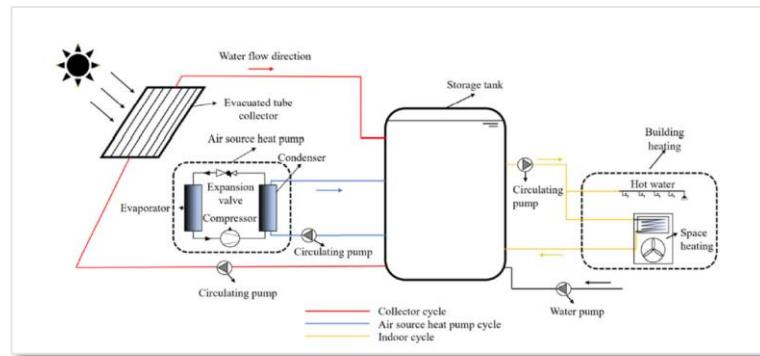 Water flow direction
Storage tank
Evacuated tube
collector
Air source heat pump
Condenser
Expansion
valve
Evaporator
Compressor
Circulating pump
Circulating pump
Circulating
pump
Building
heating
Hot water
Space
heating
Water pump
Collector cycle
Air source heat pump cycle
Indoor cycle